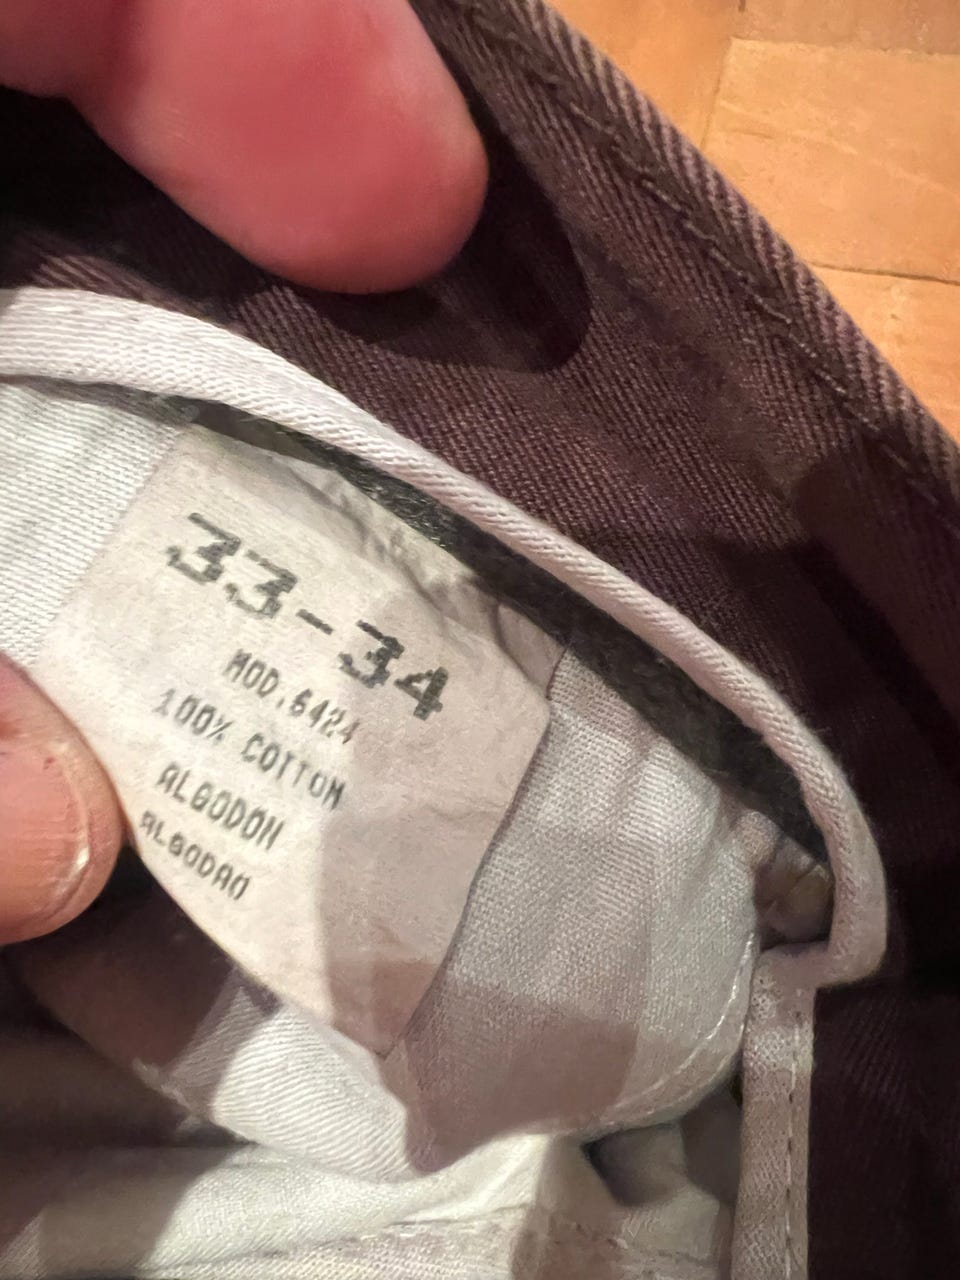 33-34
MOD.6424
100% COTTON
ALGODON
ALGODAO